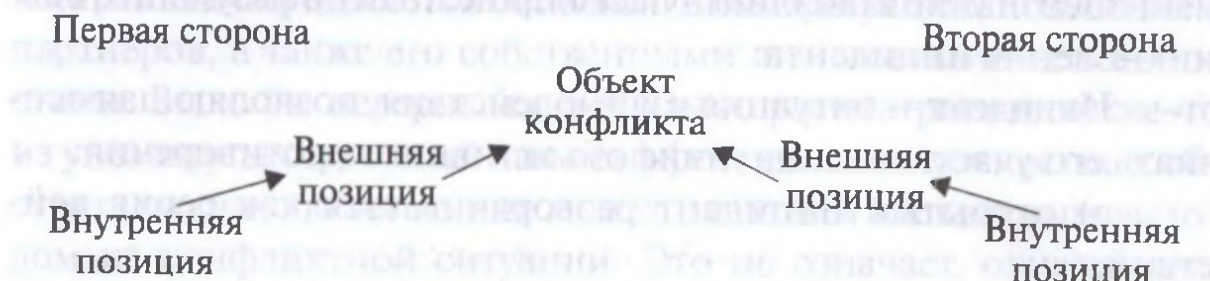 Первая сторона
Вторая сторона
Объект
конфликта
Внешняя
позиция
Внешняя
позиция
Внутренняя
позиция
Внутренняя
позиция